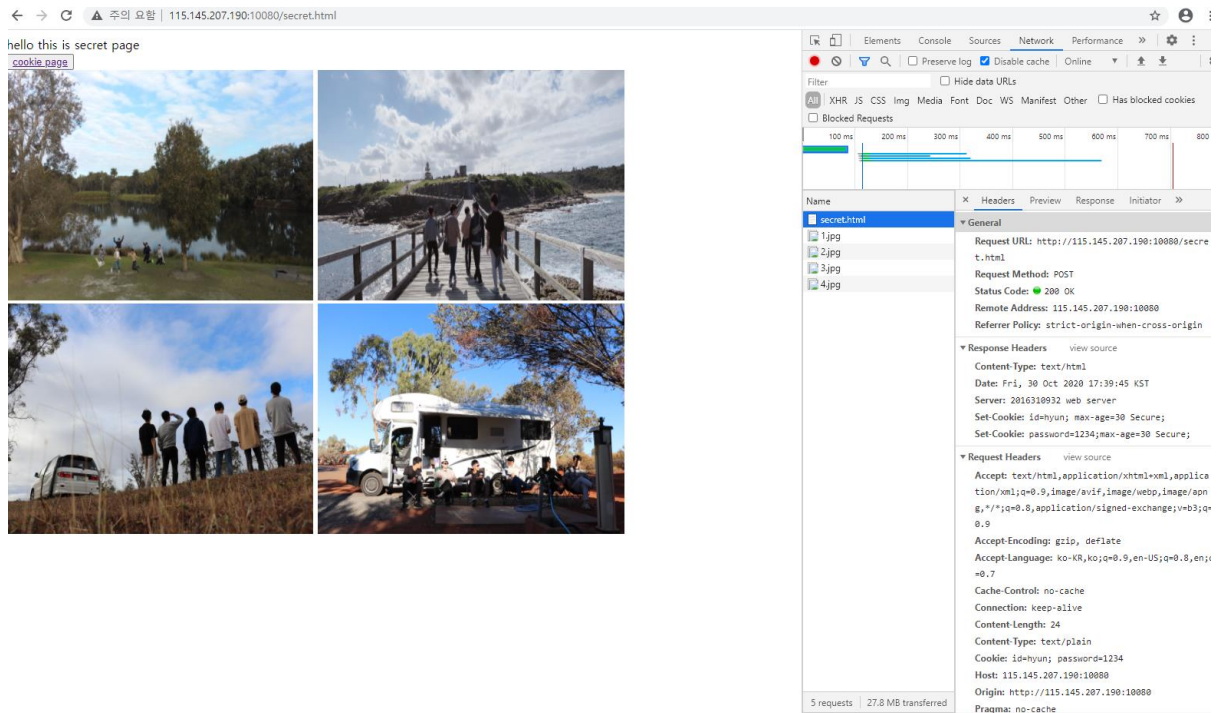 주의 요함 | 115.145.207.190:10080/secret.html
hello this is secret page
cookie page
Elements Console Sources Network Performance »
Preserve log Disable cache Online
Filter Hide data URLs
All XHR JS CSS Img Media Font Doc WS Manifest Other Has blocked cookies
Blocked Requests
100 ms 200 ms 300 ms 400 ms 500 ms 600 ms 700 ms 800
Name
secret.html
1.jpg
2.jpg
3.jpg
4.jpg
5 requests 27.8 MB transferred
× Headers Preview Response Initiator »
General
Request URL: http://115.145.207.190:10080/secre
t.html
Request Method: POST
Status Code: 200 OK
Remote Address: 115.145.207.190:10080
Referrer Policy: strict-origin-when-cross-origin
Response Headers view source
Content-Type: text/html
Date: Fri, 30 Oct 2020 17:39:45 KST
Server: 2016310932 web server
Set-Cookie: id=hyun; max-age=30 Secure;
Set-Cookie: password=1234;max-age=30 Secure;
Request Headers view source
Accept: text/html,application/xhtml+xml,applica
tion/xml;q=0.9,image/avif,image/webp,image/apn
g,*/*;q=0.8,application/signed-exchange;v=b3;q=
0.9
Accept-Encoding: gzip, deflate
Accept-Language: ko-KR,ko;q=0.9,en-US;q=0.8,en;q
=0.7
Cache-Control: no-cache
Connection: keep-alive
Content-Length: 24
Content-Type: text/plain
Cookie: id=hyun; password=1234
Host: 115.145.207.190:10080
Origin: http://115.145.207.190:10080
Pragma: no-cache